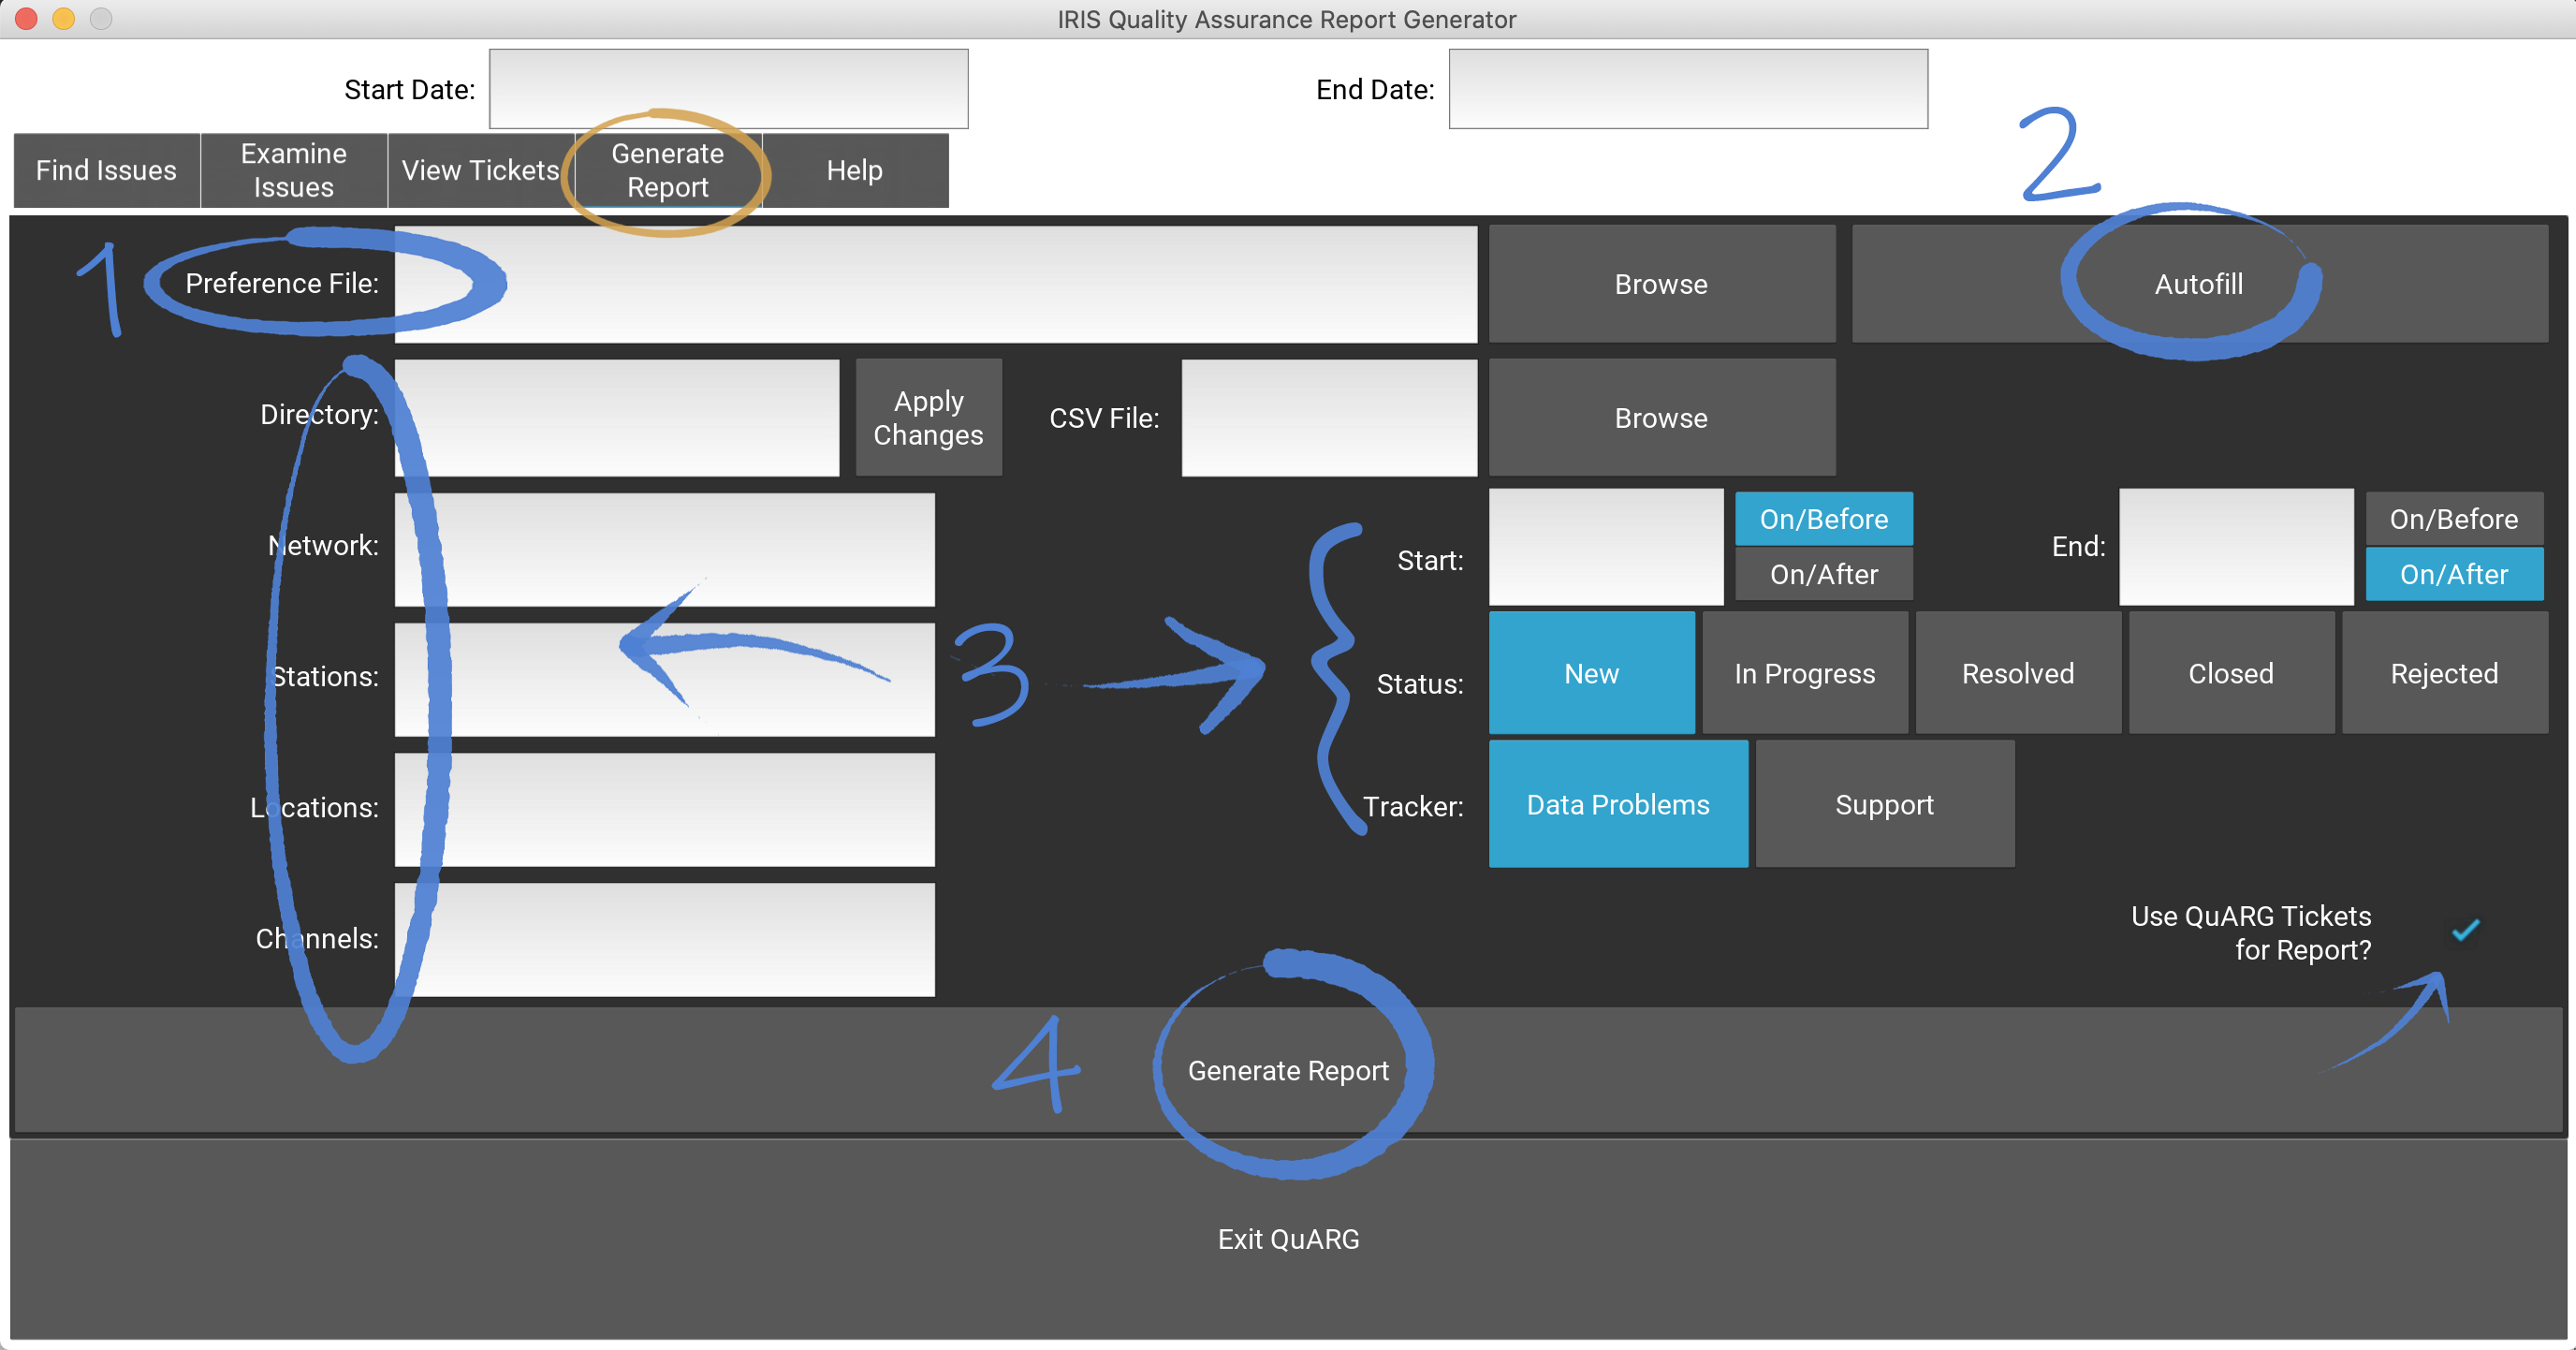 IRIS Quality Assurance Report Generator
Start Date:
End Date:
2
Find Issues
Examine
Issues
View Tickets
Generate
Report
Help
1
Preference File:
Browse
Autofill
Directory:
Apply
Changes
CSV File:
Browse
Network:
Start:
On/Before
On/After
End:
On/Before
On/After
Stations:
3
Status:
New
In Progress
Resolved
Closed
Rejected
Locations:
Tracker:
Data Problems
Support
Channels:
Use QuARG Tickets
for Report?
4
Generate Report
Exit QuARG